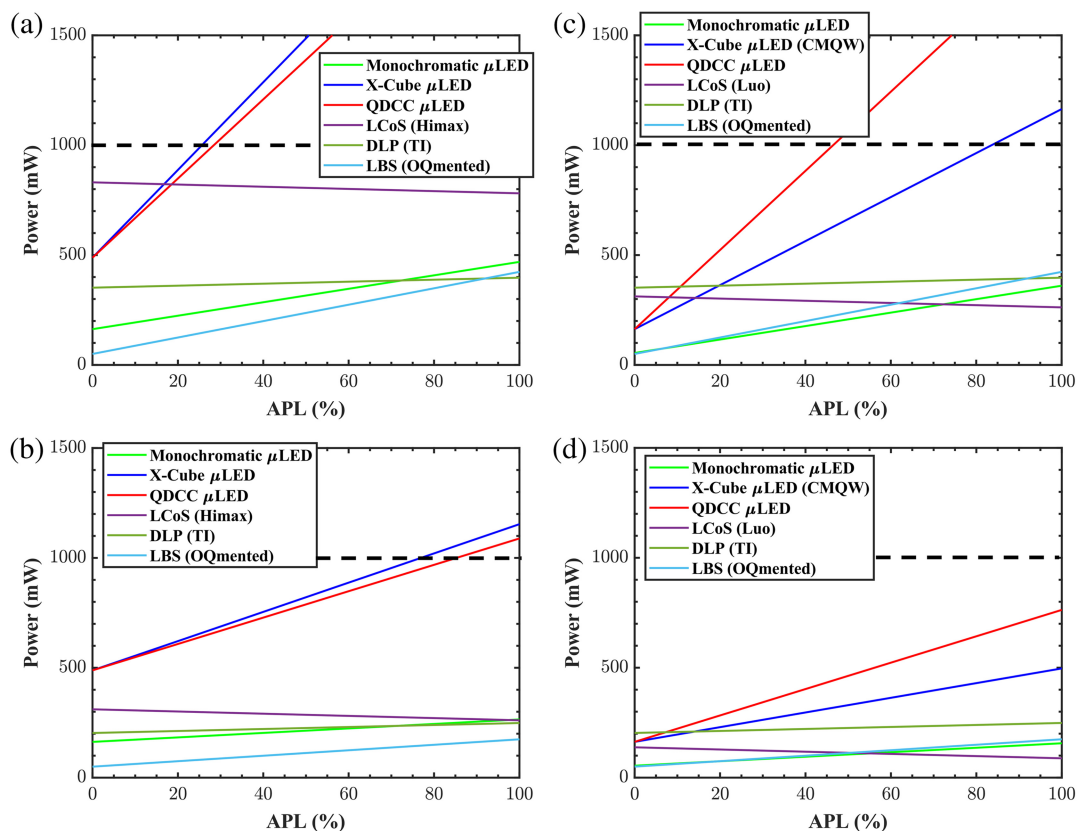 (a)
1500
1000
500
0
Power (mW)
Monochromatic μLED
X-Cube μLED
QDCC μLED
LCoS (Himax)
DLP (TI)
LBS (OQmented)
0 20 40 60 80 100
APL (%)
(c)
1500
1000
500
0
Power (mW)
Monochromatic μLED
X-Cube μLED (CMQW)
QDCC μLED
LCoS (Luo)
DLP (TI)
LBS (OQmented)
0 20 40 60 80 100
APL (%)
(b)
1500
1000
500
0
Power (mW)
Monochromatic μLED
X-Cube μLED
QDCC μLED
LCoS (Himax)
DLP (TI)
LBS (OQmented)
0 20 40 60 80 100
APL (%)
(d)
1500
1000
500
0
Power (mW)
Monochromatic μLED
X-Cube μLED (CMQW)
QDCC μLED
LCoS (Luo)
DLP (TI)
LBS (OQmented)
0 20 40 60 80 100
APL (%)